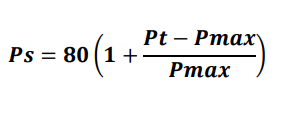 Ps = 80 (1 + (Pt − Pmax) / Pmax)